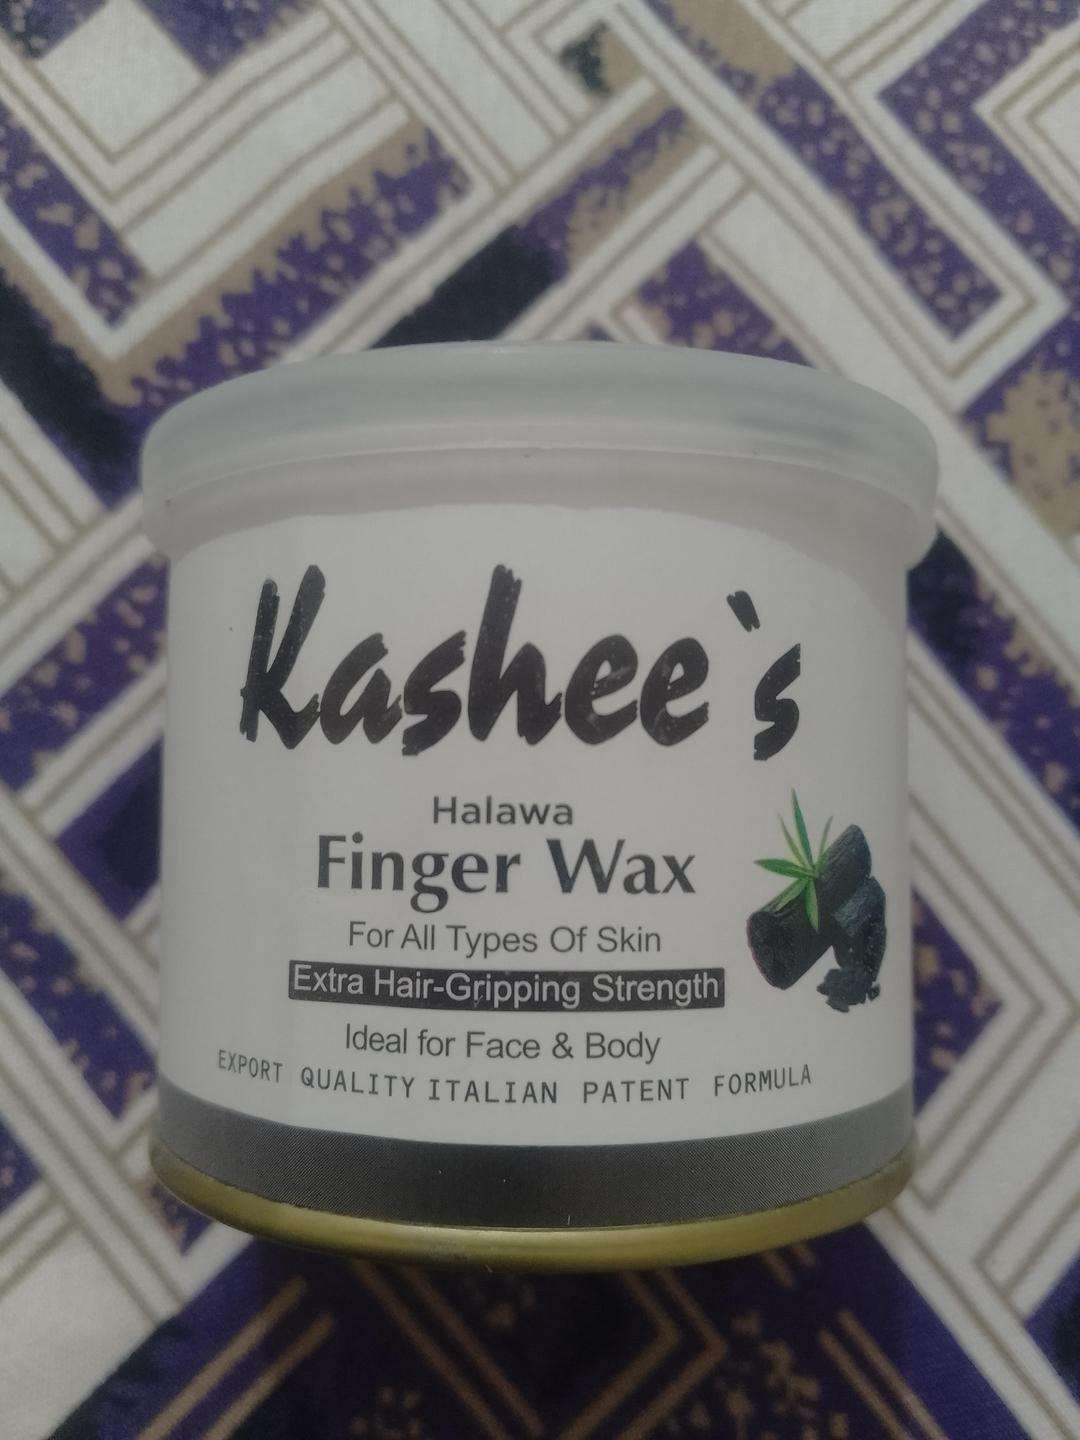 Kashee`s
Halawa
Finger Wax
For All Types Of Skin
Extra Hair-Gripping Strength
Ideal for Face & Body
EXPORT QUALITY ITALIAN PATENT FORMULA